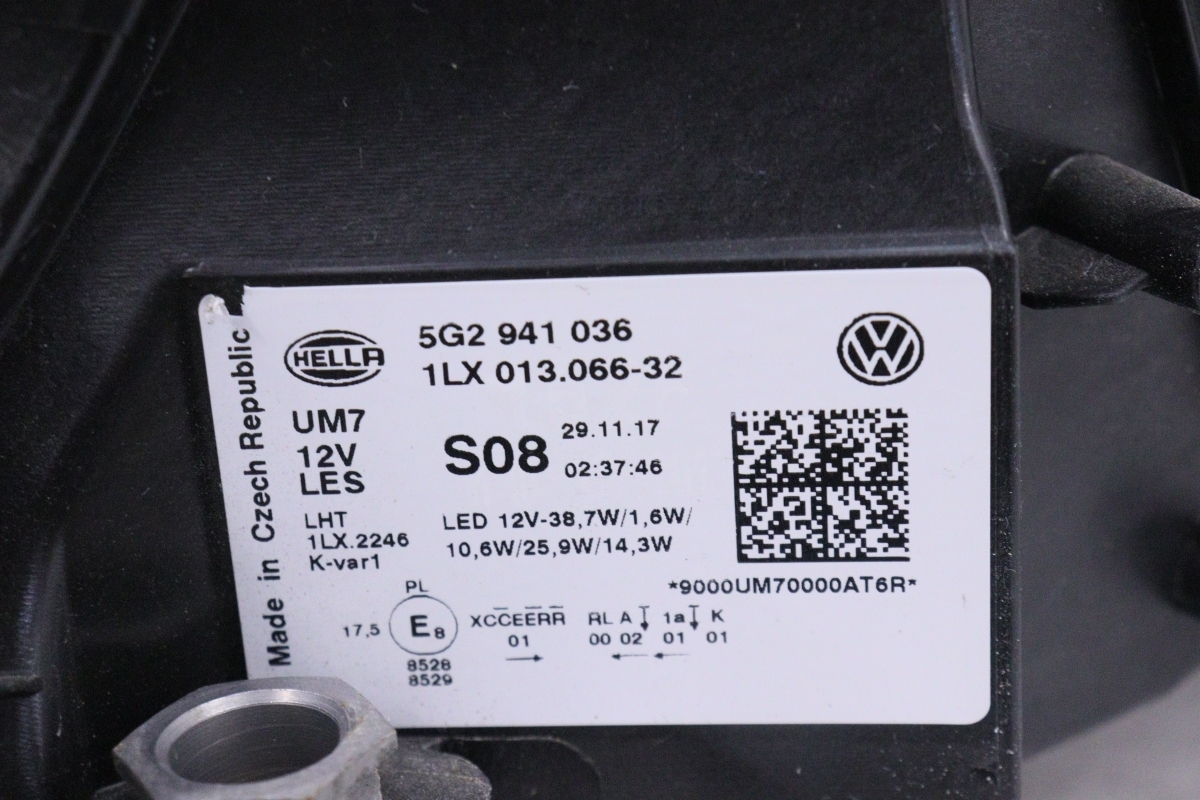 Made in Czech Republic
HELLA
5G2 941 036
1LX 013.066-32
UM7
12V
LES
S08
29.11.17
02:37:46
LHT
1LX.2246
K-var1
LED 12V-38,7W/1,6W/
10,6W/25,9W/14,3W
*9000UM70000AT6R*
PL
17,5
E8
8528
8529
XCCEERR
01
RL A 1a K
00 02 01 01